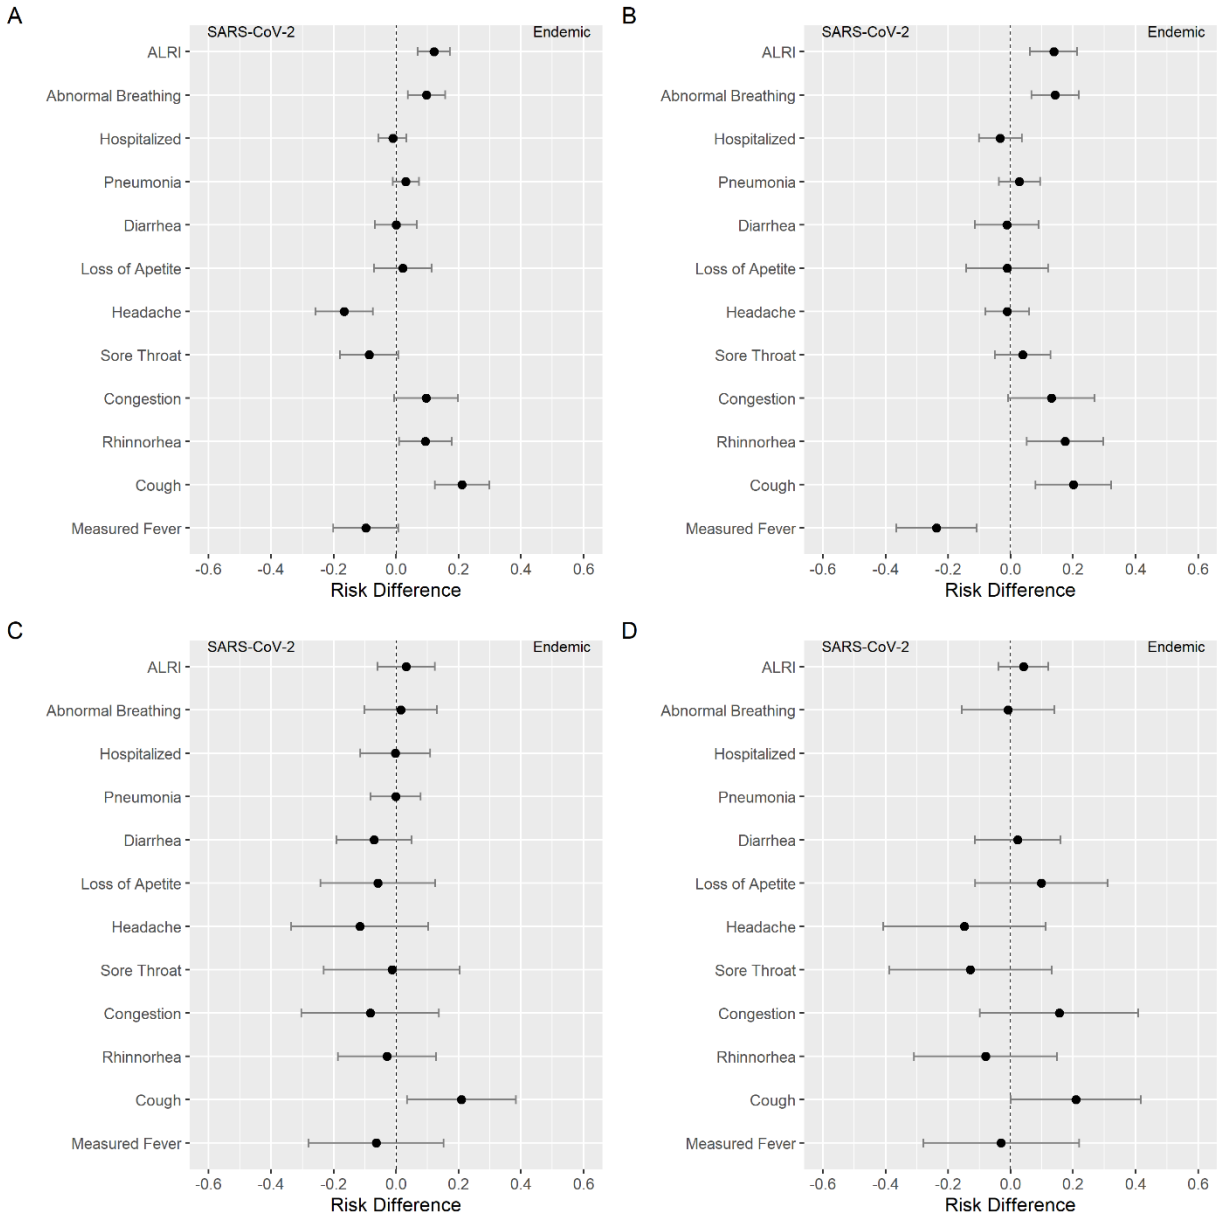 A
SARS-CoV-2 Endemic
ALRI
Abnormal Breathing
Hospitalized
Pneumonia
Diarrhea
Loss of Apetite
Headache
Sore Throat
Congestion
Rhinnorhea
Cough
Measured Fever
-0.6 -0.4 -0.2 0.0 0.2 0.4 0.6
Risk Difference
B
SARS-CoV-2 Endemic
ALRI
Abnormal Breathing
Hospitalized
Pneumonia
Diarrhea
Loss of Apetite
Headache
Sore Throat
Congestion
Rhinnorhea
Cough
Measured Fever
-0.6 -0.4 -0.2 0.0 0.2 0.4 0.6
Risk Difference
C
SARS-CoV-2 Endemic
ALRI
Abnormal Breathing
Hospitalized
Pneumonia
Diarrhea
Loss of Apetite
Headache
Sore Throat
Congestion
Rhinnorhea
Cough
Measured Fever
-0.6 -0.4 -0.2 0.0 0.2 0.4 0.6
Risk Difference
D
SARS-CoV-2 Endemic
ALRI
Abnormal Breathing
Hospitalized
Pneumonia
Diarrhea
Loss of Apetite
Headache
Sore Throat
Congestion
Rhinnorhea
Cough
Measured Fever
-0.6 -0.4 -0.2 0.0 0.2 0.4 0.6
Risk Difference